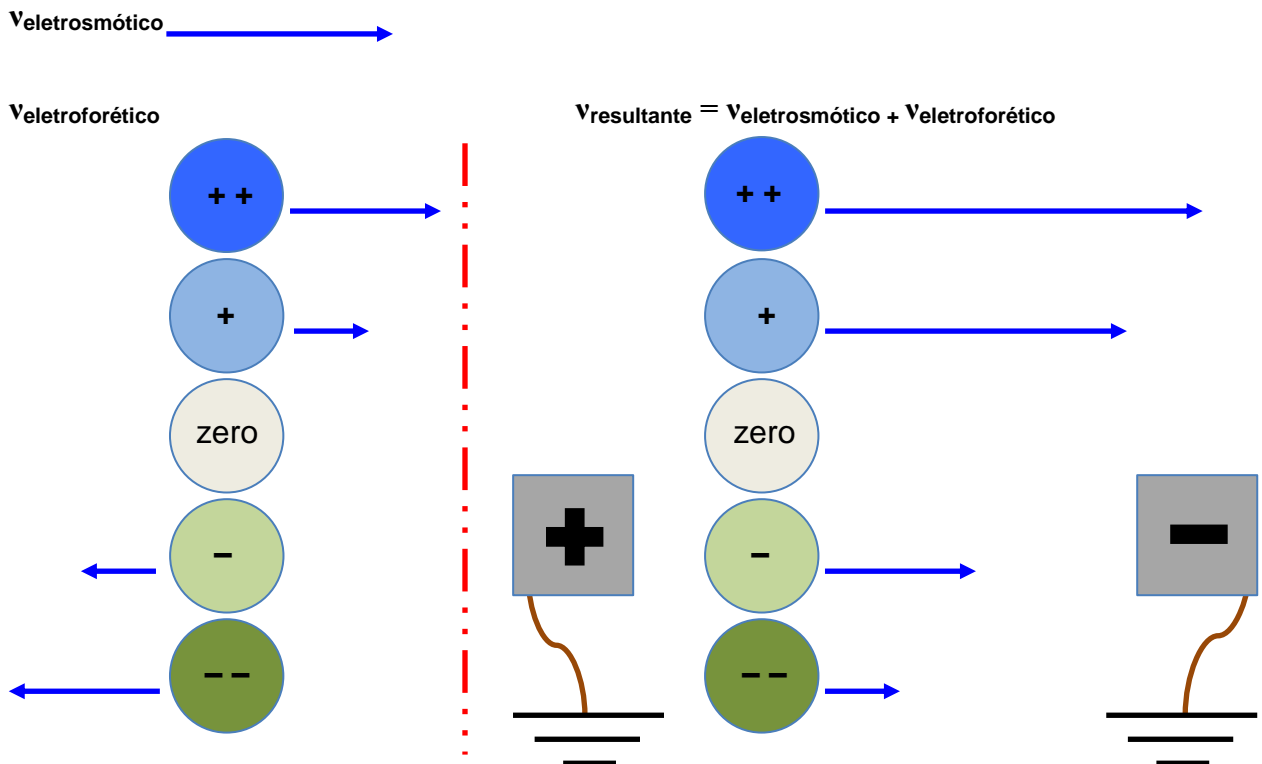 veletrosmótico
veletroforético
vresultante = veletrosmótico + veletroforético
+ +
+ +
+
+
zero
zero
+
−
−
−
− −
− −